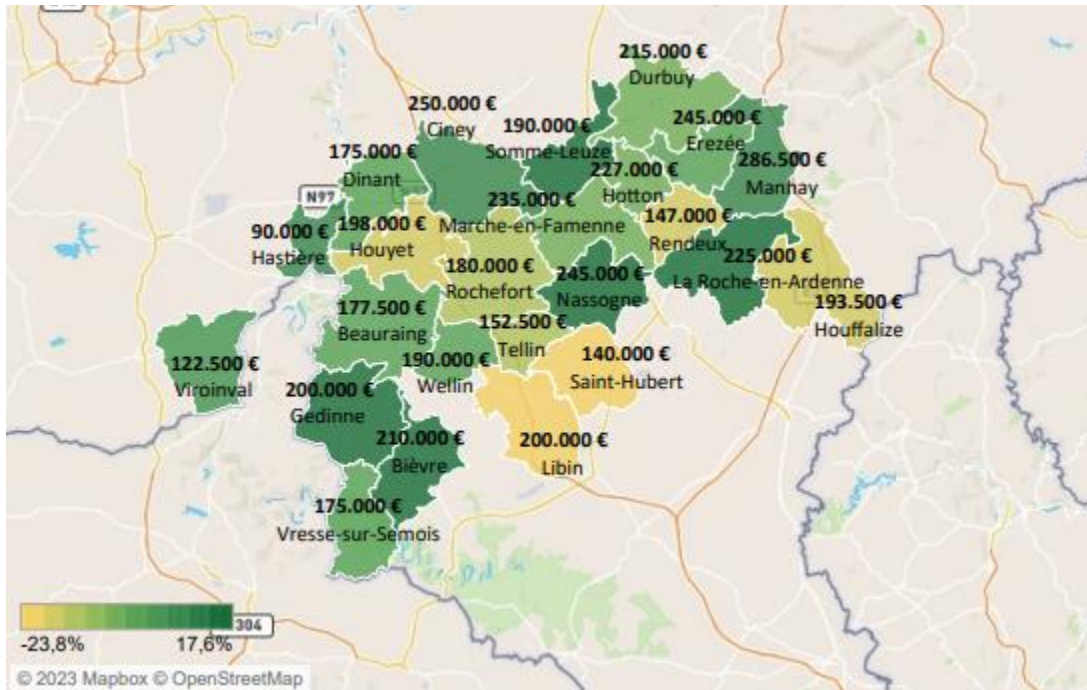 215.000 €
Durbuy
250.000 €
Ciney
190.000 €
Somme-Leuze
245.000 €
Erezée
175.000 €
Dinant
227.000 €
Hotton
286.500 €
Manhay
N97
235.000 €
Marche-en-Famenne
147.000 €
Rendeux
90.000 €
Hastière
198.000 €
Houyet
225.000 €
La Roche-en-Ardenne
180.000 €
Rochefort
245.000 €
Nassogne
193.500 €
Houffalize
177.500 €
Beauraing
152.500 €
Tellin
122.500 €
Viroinval
190.000 €
Wellin
140.000 €
Saint-Hubert
200.000 €
Gedinne
210.000 €
Bièvre
200.000 €
Libin
175.000 €
Vresse-sur-Semois
304
-23,8% 17,6%
© 2023 Mapbox © OpenStreetMap